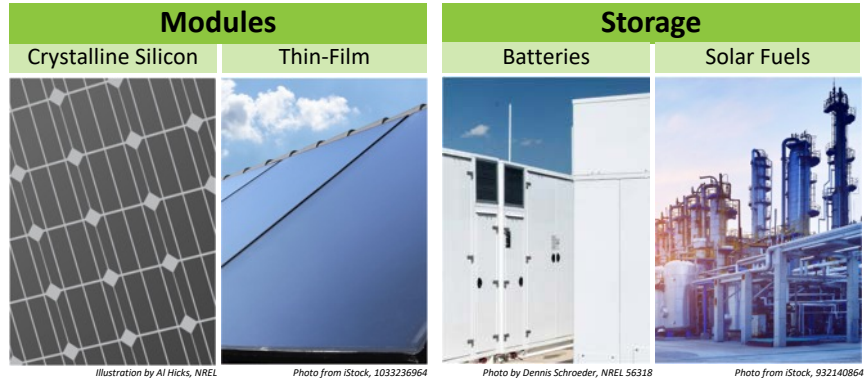 Modules
Storage
Crystalline Silicon
Thin-Film
Batteries
Solar Fuels
Illustration by Al Hicks, NREL
Photo from iStock, 1033236964
Photo by Dennis Schroeder, NREL 56318
Photo from iStock, 932140864